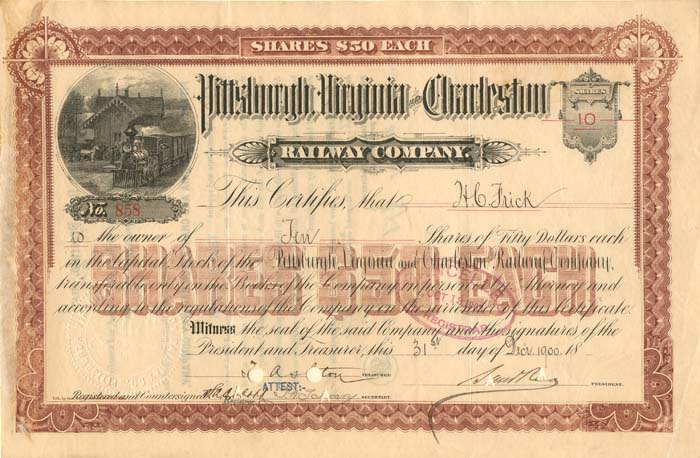 SHARES $50 EACH
Pittsburgh, Virginia and Charleston
RAILWAY COMPANY.
SHARES
10
No. 858
This Certifies, that H C Frick
is the owner of Ten Shares of Fifty Dollars each
in the Capital Stock of the Pittsburgh, Virginia and Charleston Railway Company,
transferable only on the Books of the Company in person or by Attorney and
according to the regulations of the Company on surrender of this Certificate.
Witness the seal of the said Company and the signatures of the
President and Treasurer, this 31st day of Decr 1900 18
TREASURER.
PRESIDENT.
ATTEST:-
Registered and Countersigned
SECRETARY.